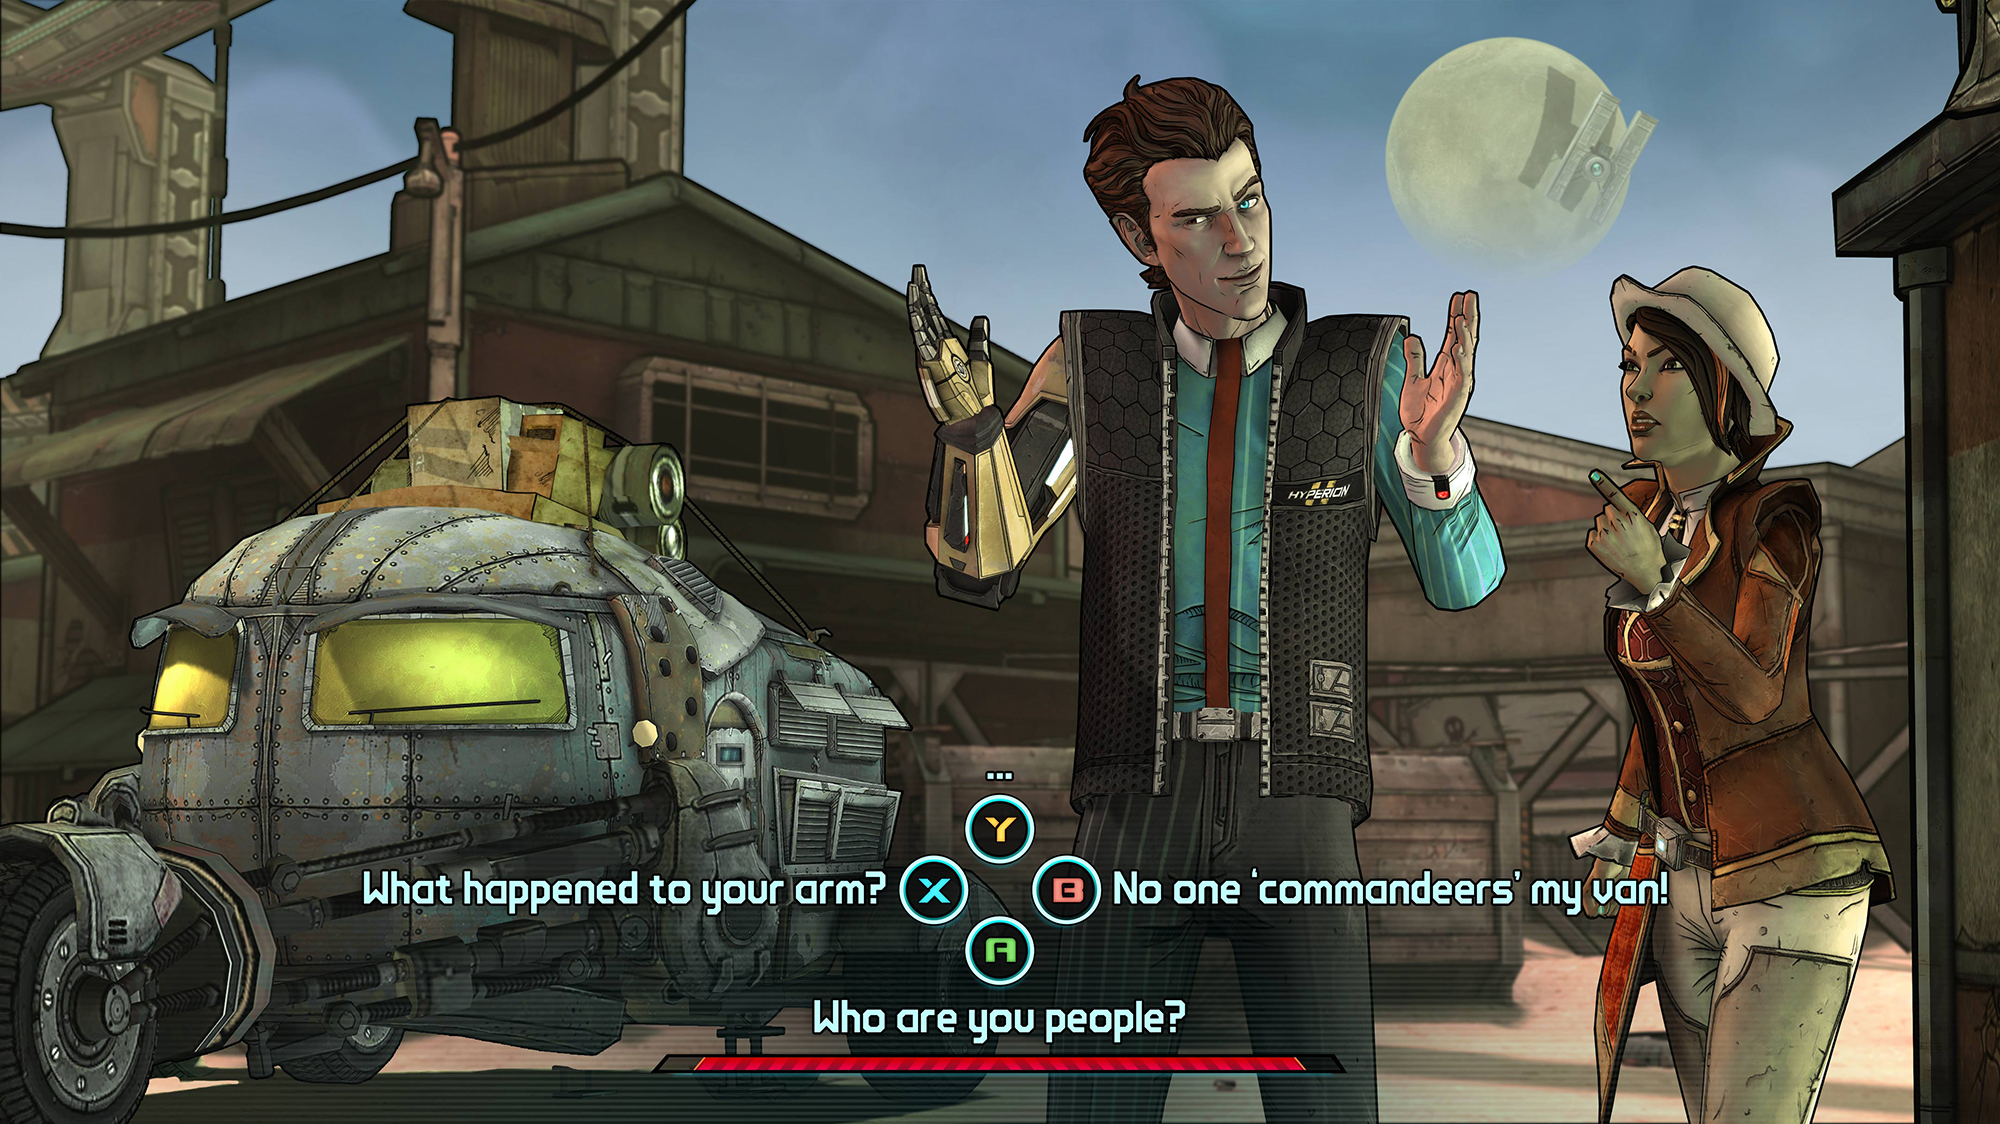 HYPERION
...
Y
What happened to your arm?
X
B
No one ‘commandeers’ my van!
A
Who are you people?